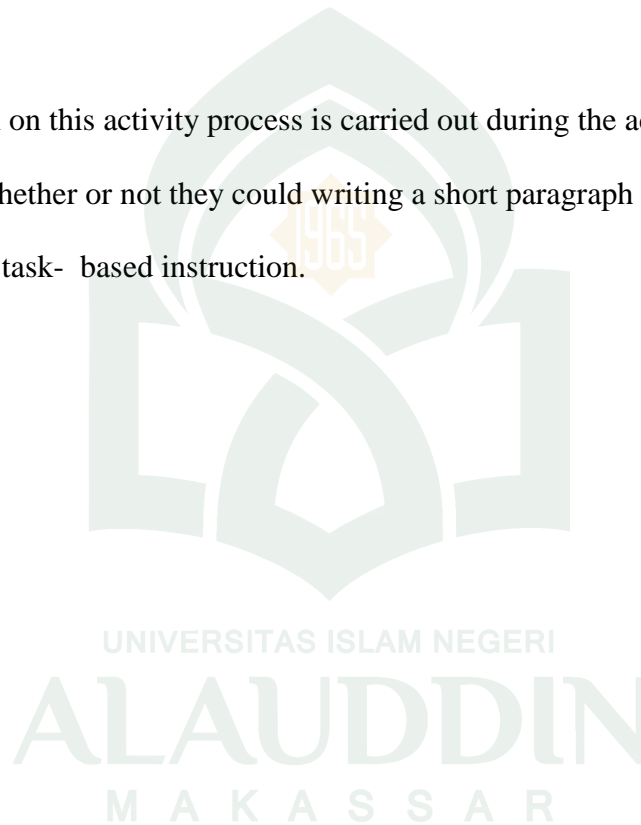 on this activity process is carried out during the
hether or not they could writing a short paragraph
task- based instruction.
1965
UNIVERSITAS ISLAM NEGERI
ALAUDDIN
MAKASSAR